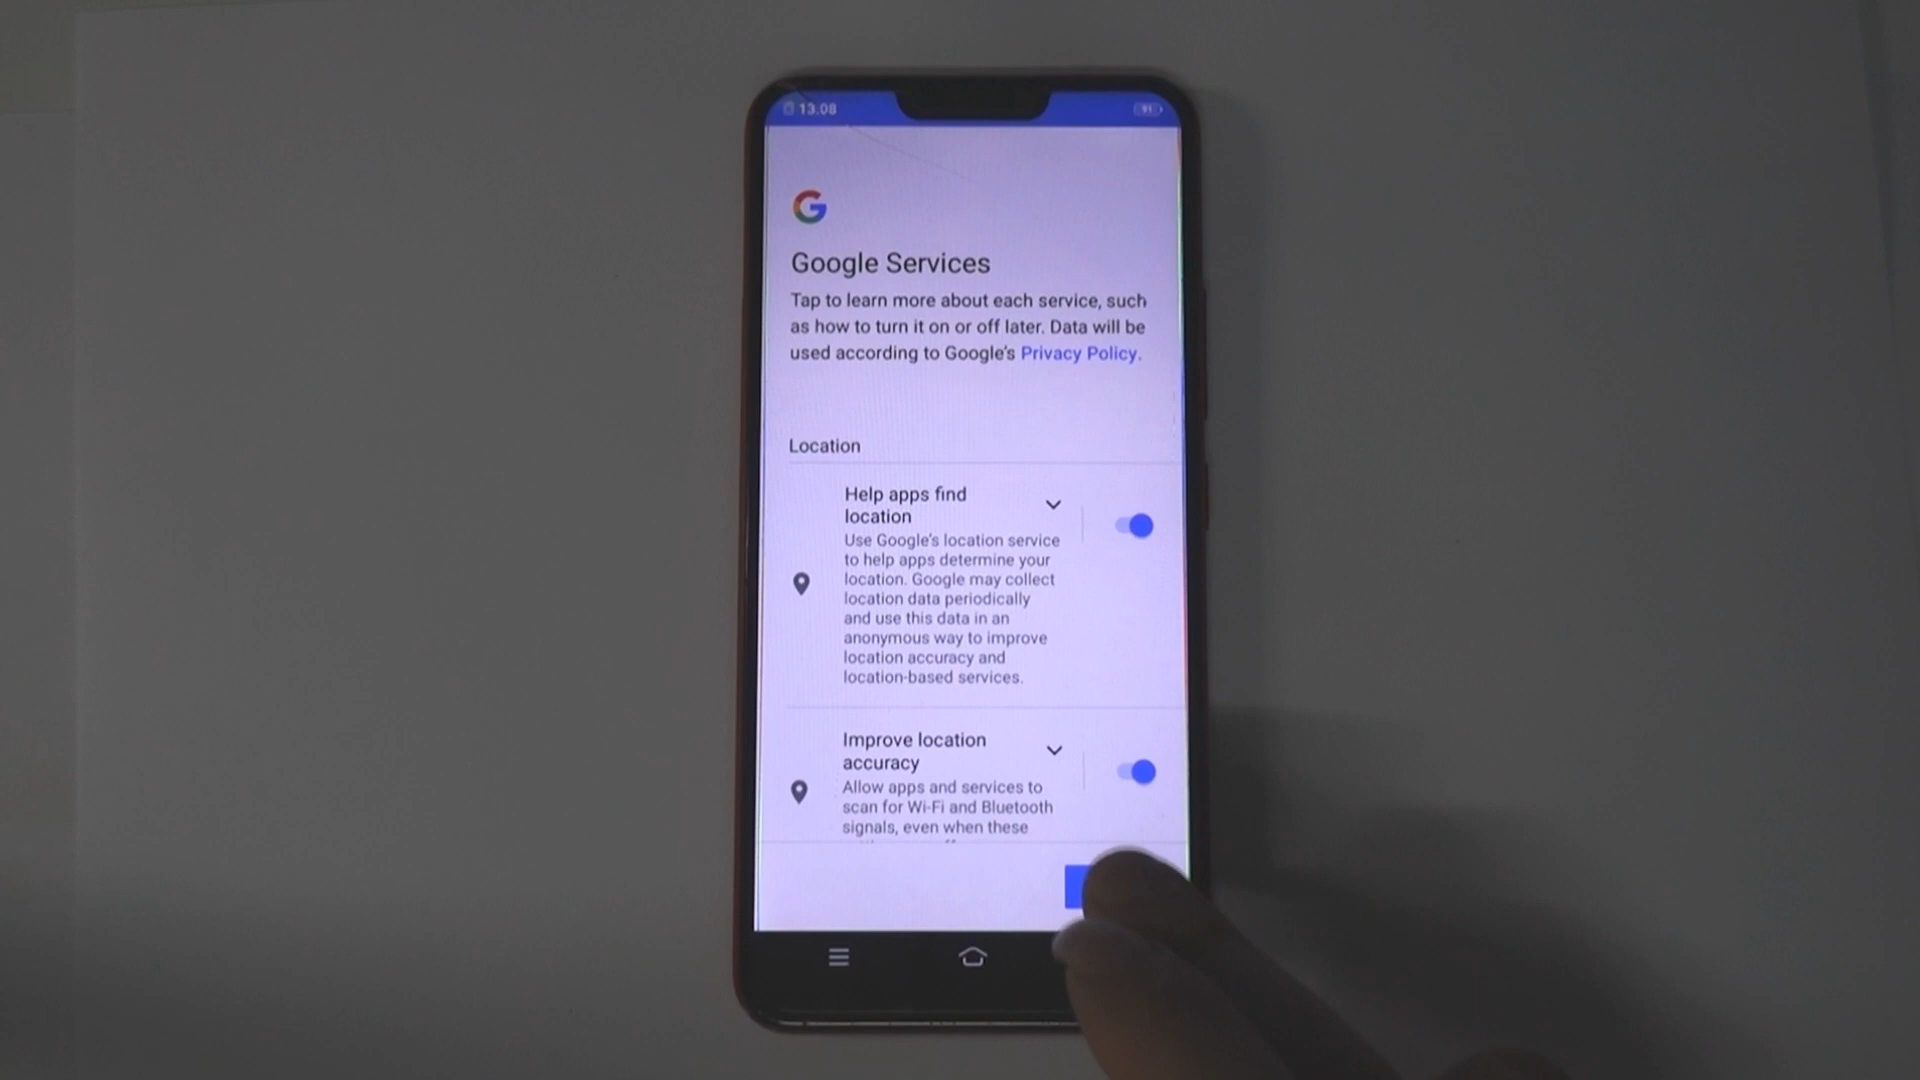 13.08
91
Google Services
Tap to learn more about each service, such
as how to turn it on or off later. Data will be
used according to Google's Privacy Policy.
Location
Help apps find
location
Use Google's location service
to help apps determine your
location. Google may collect
location data periodically
and use this data in an
anonymous way to improve
location accuracy and
location-based services.
Improve location
accuracy
Allow apps and services to
scan for Wi-Fi and Bluetooth
signals, even when these